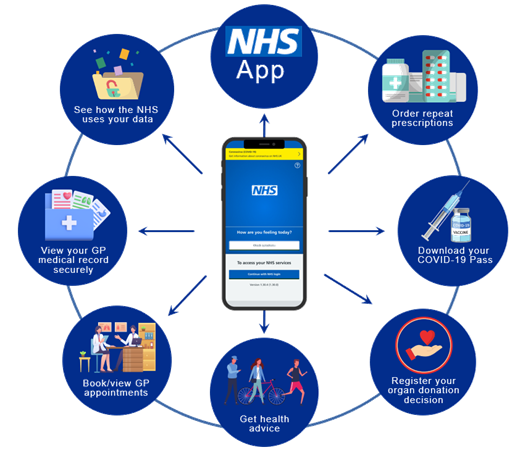 NHS
App
Order repeat
prescriptions
Download your
COVID-19 Pass
Register your
organ donation
decision
Get health
advice
Book/view GP
appointments
View your GP
medical record
securely
See how the NHS
uses your data
NHS
How are you feeling today?
To access your NHS services
Continue with NHS login
VACCINE